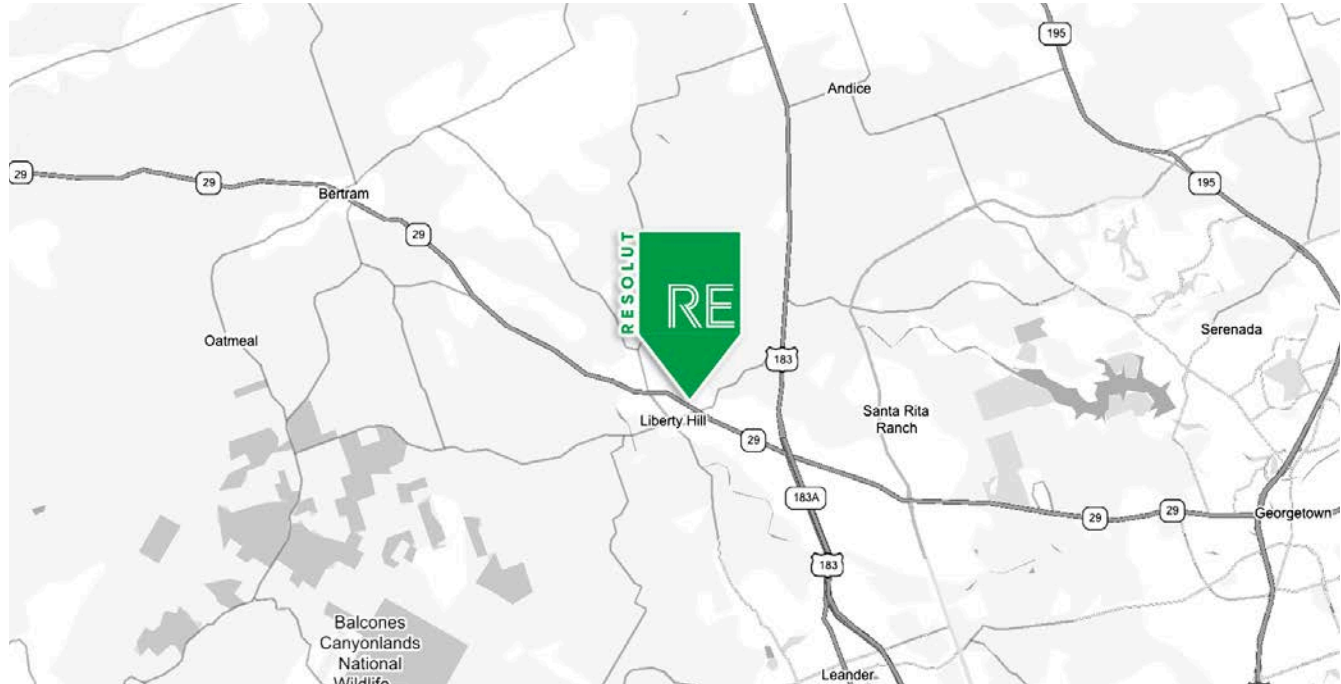 195
Andice
29
29
195
Bertram
29
RESOLUT
RE
Oatmeal
Serenada
183
Santa Rita
Ranch
Liberty Hill
29
183A
29
29
Georgetown
183
Balcones
Canyonlands
National
Wildlife
Leander